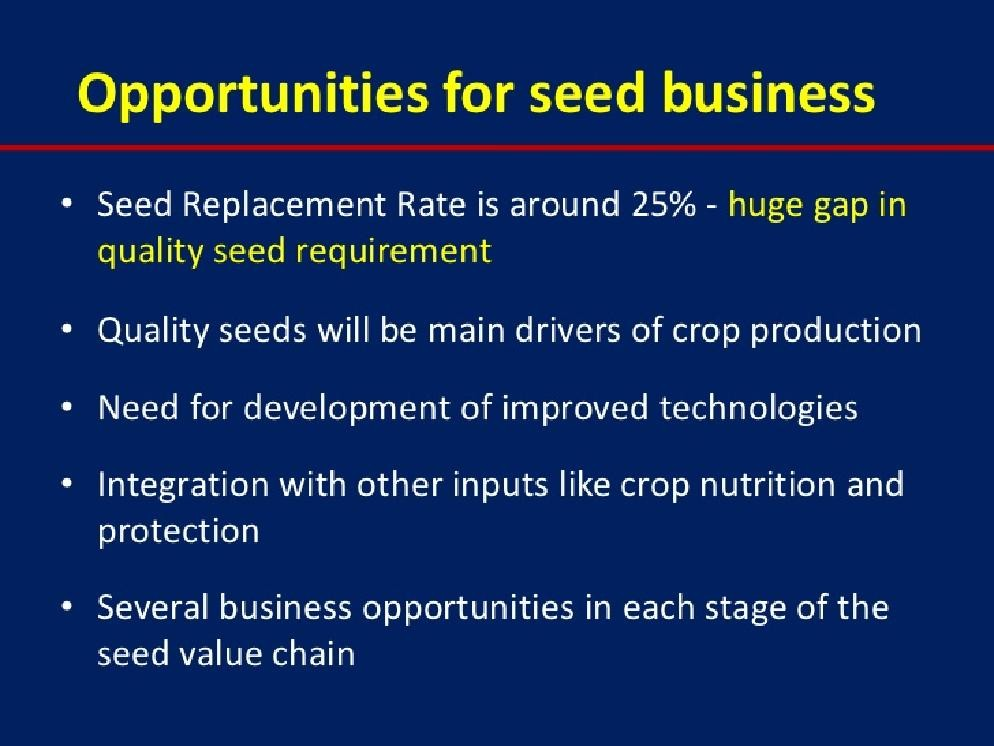 Opportunities for seed business
• Seed Replacement Rate is around 25% - huge gap in
quality seed requirement
• Quality seeds will be main drivers of crop production
• Need for development of improved technologies
• Integration with other inputs like crop nutrition and
protection
• Several business opportunities in each stage of the
seed value chain